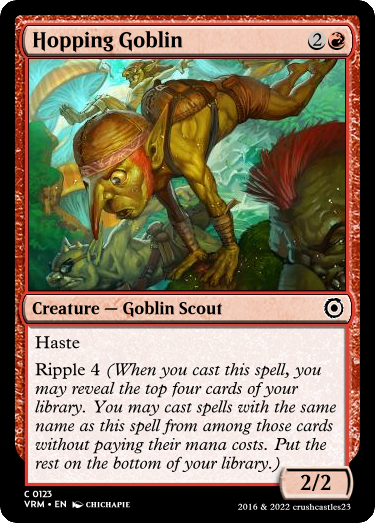 Hopping Goblin 2
Creature — Goblin Scout
Haste
Ripple 4 (When you cast this spell, you
may reveal the top four cards of your
library. You may cast spells with the same
name as this spell from among those cards
without paying their mana costs. Put the
rest on the bottom of your library.)
2/2
C 0123
VRM • EN CHICHAPIE
2016 & 2022 crushcastles23